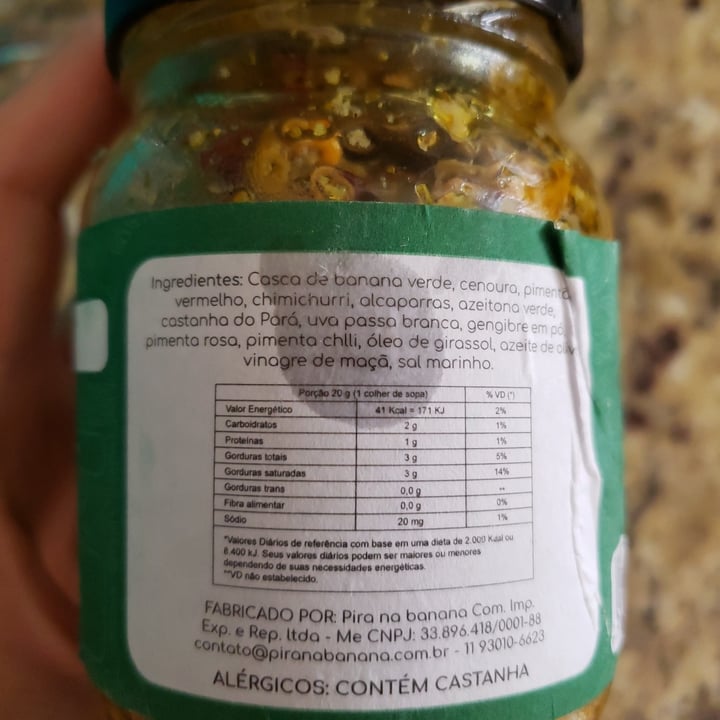 Ingredientes: Casca de banana verde, cenoura, pimenta
vermelho, chimichurri, alcaparras, azeitona verde,
castanha do Pará, uva passa branca, gengibre em pó
pimenta rosa, pimenta chlli, óleo de girassol, azeite de oliv
vinagre de maçã, sal marinho.
Porção 20 g (1 colher de sopa) % VD (*)
Valor Energético 41 Kcal = 171 KJ 2%
Carboidratos 2 g 1%
Proteínas 1 g 1%
Gorduras totais 3 g 5%
Gorduras saturadas 3 g 14%
Gorduras trans 0,0 g --
Fibra alimentar 0,0 g 0%
Sódio 20 mg 1%
*Valores Diários de referência com base em uma dieta de 2.000 Kcal ou
8.400 kJ. Seus valores diários podem ser maiores ou menores
dependendo de suas necessidades energéticas.
**VD não estabelecido.
FABRICADO POR: Pira na banana Com. Imp.
Exp. e Rep. ltda - Me CNPJ: 33.896.418/0001-88
contato@piranabanana.com.br - 11 93010-6623
ALÉRGICOS: CONTÉM CASTANHA